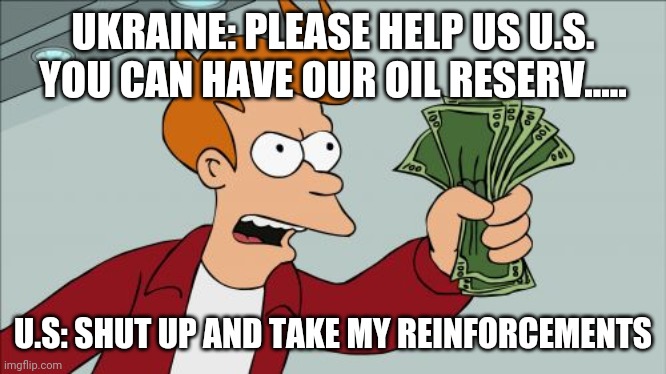 UKRAINE: PLEASE HELP US U.S.
YOU CAN HAVE OUR OIL RESERV.....
U.S: SHUT UP AND TAKE MY REINFORCEMENTS
imgflip.com